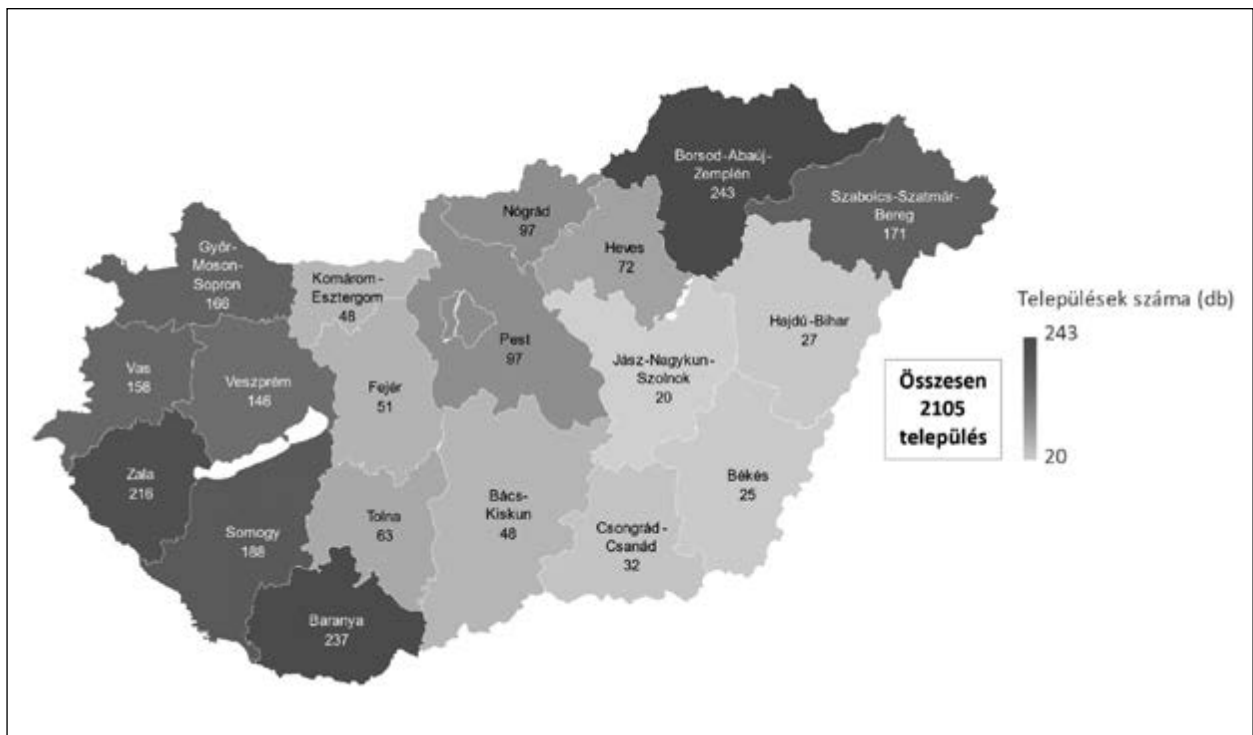 Borsod-Abaúj-
Zemplén
243
Szabolcs-Szatmár-
Bereg
171
Nógrád
97
Heves
72
Győr-
Moson-
Sopron
166
Komárom-
Esztergom
48
Pest
97
Hajdú-Bihar
27
Vas
158
Veszprém
146
Fejér
51
Jász-Nagykun-
Szolnok
20
Zala
216
Somogy
188
Tolna
63
Bács-
Kiskun
48
Csongrád-
Csanád
32
Békés
25
Baranya
237
Települések száma (db)
243
20
Összesen
2105
település